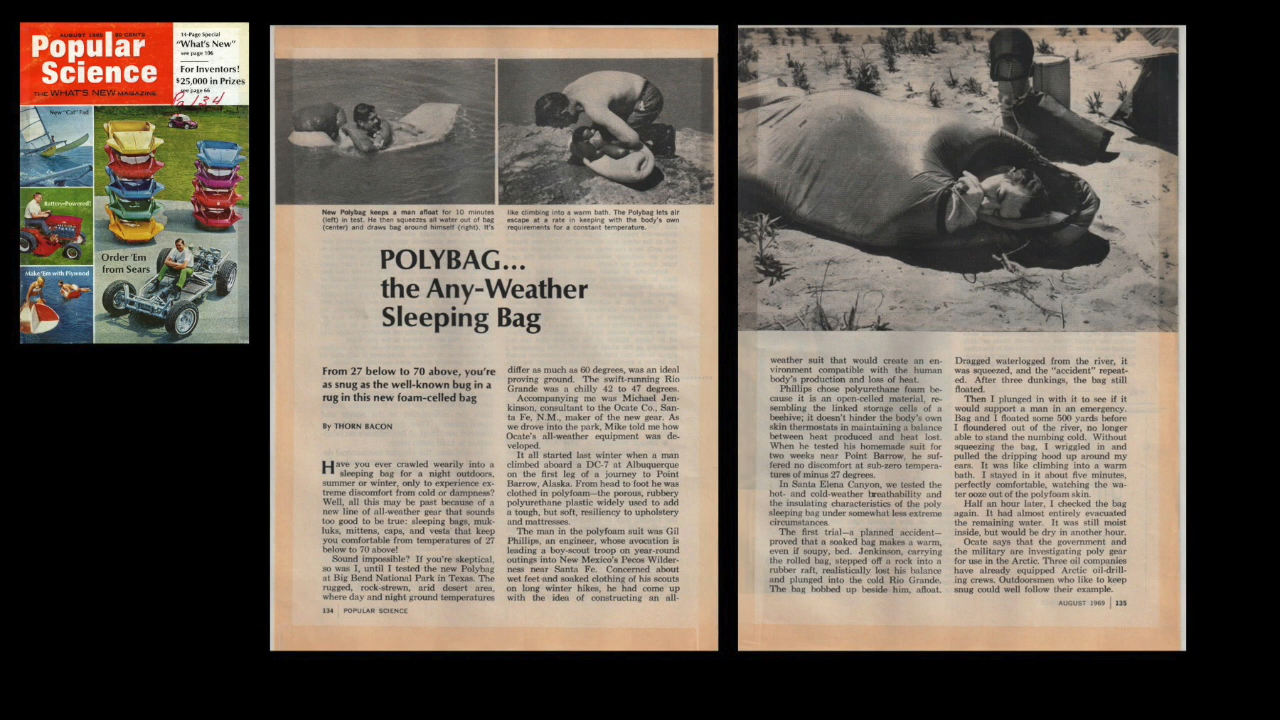 AUGUST 1969 60 CENTS
Popular
Science
THE WHAT'S NEW MAGAZINE
14-Page Special
"What's New"
see page 106
For Inventors!
$25,000 in Prizes
see page 66
P. 134
New "Cat" Sail
Battery-Powered!
Make 'Em with Plywood
Order 'Em
from Sears
New Polybag keeps a man afloat for 10 minutes
(left) in test. He then squeezes all water out of bag
(center) and draws bag around himself (right). It's
like climbing into a warm bath. The Polybag lets air
escape at a rate in keeping with the body's own
requirements for a constant temperature.
POLYBAG...
the Any-Weather
Sleeping Bag
From 27 below to 70 above, you're
as snug as the well-known bug in a
rug in this new foam-celled bag
By THORN BACON
Have you ever crawled wearily into a
sleeping bag for a night outdoors,
summer or winter, only to experience ex-
treme discomfort from cold or dampness?
Well, all this may be past because of a
new line of all-weather gear that sounds
too good to be true: sleeping bags, muk-
luks, mittens, caps, and vests that keep
you comfortable from temperatures of 27
below to 70 above!
Sound impossible? If you're skeptical,
so was I, until I tested the new Polybag
at Big Bend National Park in Texas. The
rugged, rock-strewn, arid desert area,
where day and night ground temperatures
differ as much as 60 degrees, was an ideal
proving ground. The swift-running Rio
Grande was a chilly 42 to 47 degrees.
Accompanying me was Michael Jen-
kinson, consultant to the Ocate Co., San-
ta Fe, N.M., maker of the new gear. As
we drove into the park, Mike told me how
Ocate's all-weather equipment was de-
veloped.
It all started last winter when a man
climbed aboard a DC-7 at Albuquerque
on the first leg of a journey to Point
Barrow, Alaska. From head to foot he was
clothed in polyfoam—the porous, rubbery
polyurethane plastic widely used to add
a tough, but soft, resiliency to upholstery
and mattresses.
The man in the polyfoam suit was Gil
Phillips, an engineer, whose avocation is
leading a boy-scout troop on year-round
outings into New Mexico's Pecos Wilder-
ness near Santa Fe. Concerned about
wet feet and soaked clothing of his scouts
on long winter hikes, he had come up
with the idea of constructing an all-
134 | POPULAR SCIENCE
weather suit that would create an en-
vironment compatible with the human
body's production and loss of heat.
Phillips chose polyurethane foam be-
cause it is an open-celled material, re-
sembling the linked storage cells of a
beehive; it doesn't hinder the body's own
skin thermostats in maintaining a balance
between heat produced and heat lost.
When he tested his homemade suit for
two weeks near Point Barrow, he suf-
fered no discomfort at sub-zero tempera-
tures of minus 27 degrees.
In Santa Elena Canyon, we tested the
hot- and cold-weather breathability and
the insulating characteristics of the poly
sleeping bag under somewhat less extreme
circumstances.
The first trial—a planned accident—
proved that a soaked bag makes a warm,
even if soupy, bed. Jenkinson, carrying
the rolled bag, stepped off a rock into a
rubber raft, realistically lost his balance
and plunged into the cold Rio Grande.
The bag bobbed up beside him, afloat.
Dragged waterlogged from the river, it
was squeezed, and the "accident" repeat-
ed. After three dunkings, the bag still
floated.
Then I plunged in with it to see if it
would support a man in an emergency.
Bag and I floated some 500 yards before
I floundered out of the river, no longer
able to stand the numbing cold. Without
squeezing the bag, I wriggled in and
pulled the dripping hood up around my
ears. It was like climbing into a warm
bath. I stayed in it about five minutes,
perfectly comfortable, watching the wa-
ter ooze out of the polyfoam skin.
Half an hour later, I checked the bag
again. It had almost entirely evacuated
the remaining water. It was still moist
inside, but would be dry in another hour.
Ocate says that the government and
the military are investigating poly gear
for use in the Arctic. Three oil companies
have already equipped Arctic oil-drill-
ing crews. Outdoorsmen who like to keep
snug could well follow their example.
AUGUST 1969 | 135